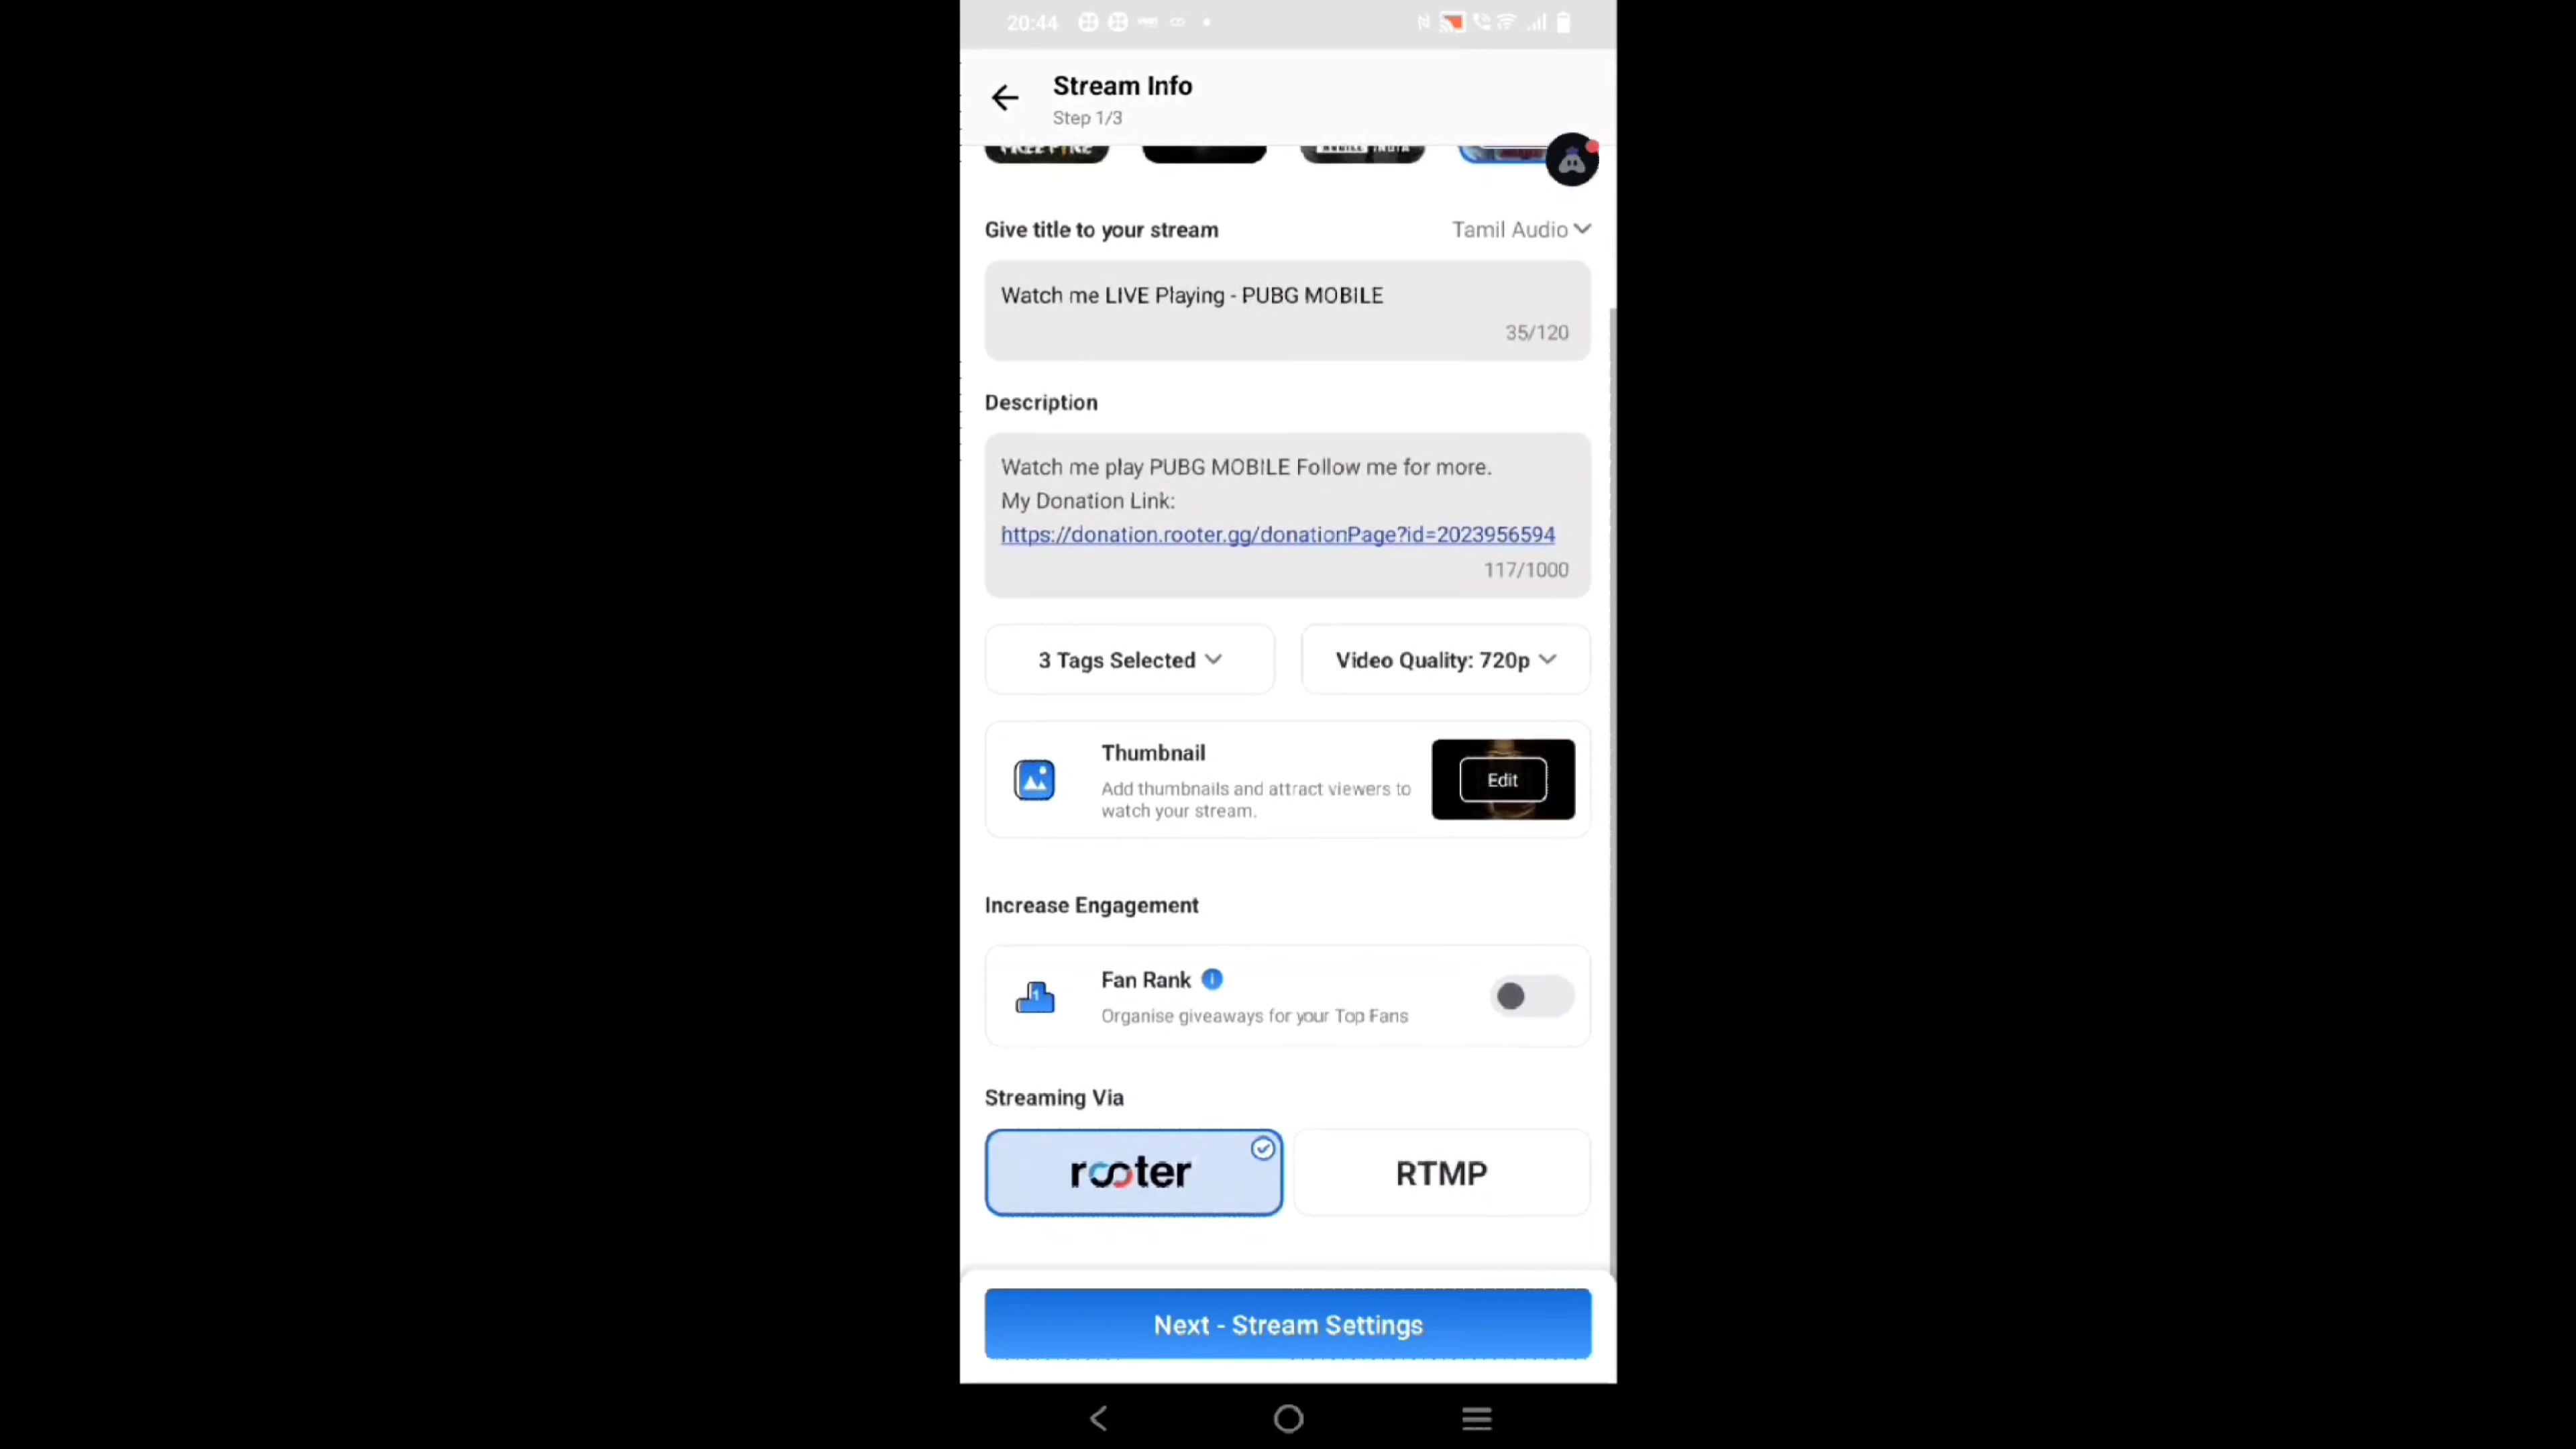 20:44
Stream Info
Step 1/3
FREE FIRE
MOBILE INDIA
Give title to your stream
Tamil Audio
Watch me LIVE Playing - PUBG MOBILE
35/120
Description
Watch me play PUBG MOBILE Follow me for more.
My Donation Link:
https://donation.rooter.gg/donationPage?id=2023956594
117/1000
3 Tags Selected
Video Quality: 720p
Thumbnail
Add thumbnails and attract viewers to
watch your stream.
Edit
Increase Engagement
Fan Rank
Organise giveaways for your Top Fans
Streaming Via
rooter
RTMP
Next - Stream Settings